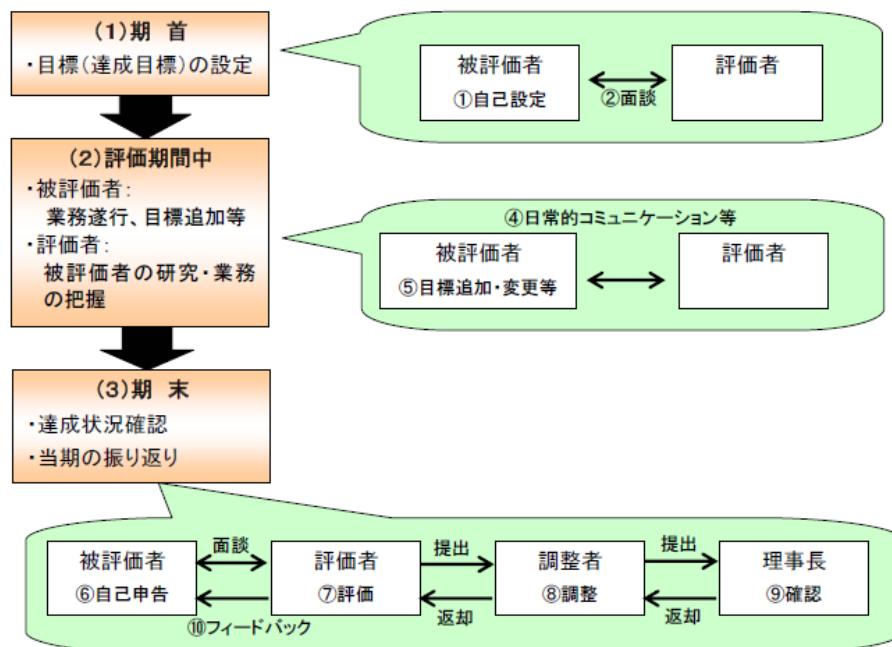 (1)期 首
・目標(達成目標)の設定
被評価者
①自己設定
②面談
評価者
(2)評価期間中
・被評価者:
業務遂行、目標追加等
・評価者:
被評価者の研究・業務
の把握
④日常的コミュニケーション等
被評価者
⑤目標追加・変更等
評価者
(3)期 末
・達成状況確認
・当期の振り返り
被評価者
⑥自己申告
面談
⑩フィードバック
評価者
⑦評価
提出
返却
調整者
⑧調整
提出
返却
理事長
⑨確認